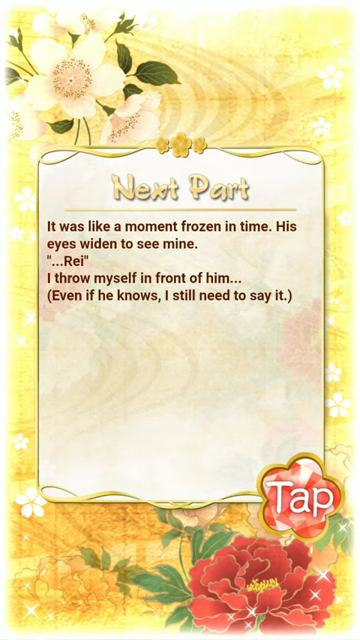 Next Part
It was like a moment frozen in time. His
eyes widen to see mine.
"...Rei"
I throw myself in front of him...
(Even if he knows, I still need to say it.)
Tap